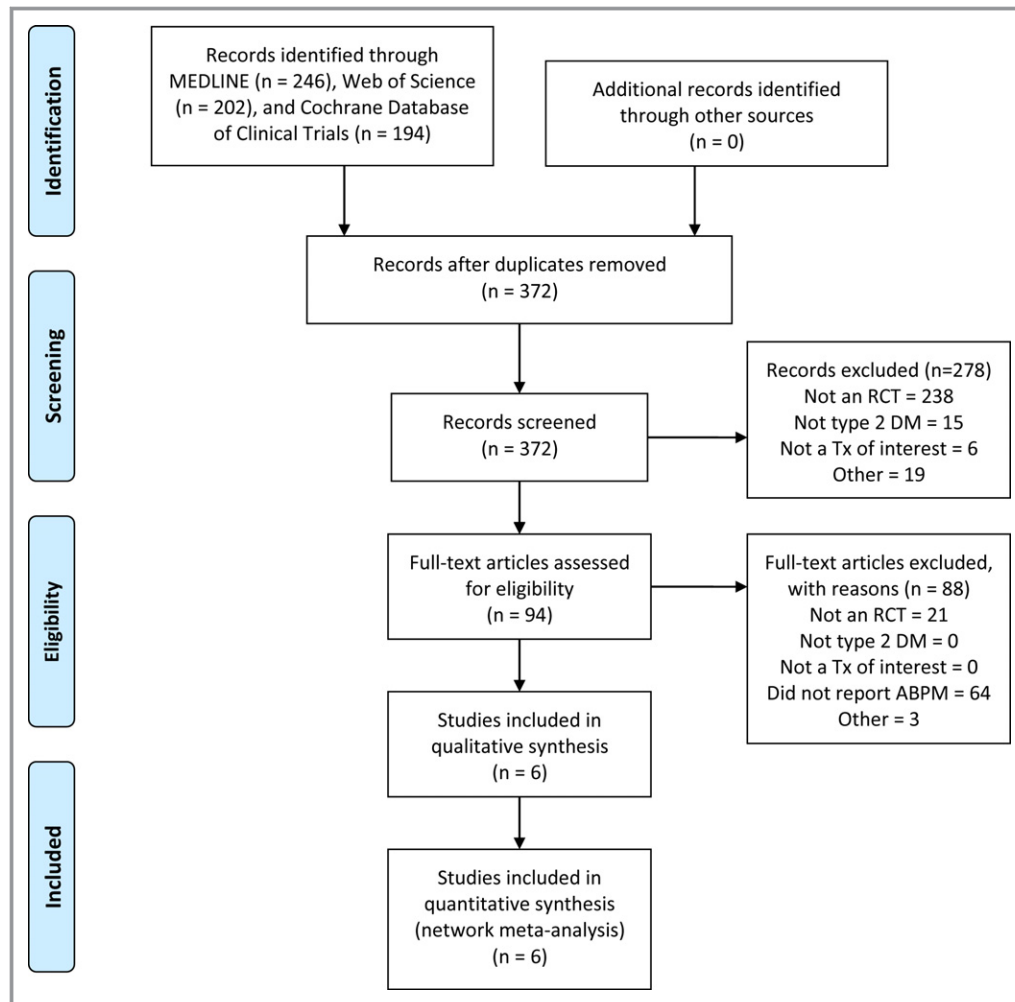 Identification
Records identified through
MEDLINE (n = 246), Web of Science
(n = 202), and Cochrane Database
of Clinical Trials (n = 194)
Additional records identified
through other sources
(n = 0)
Records after duplicates removed
(n = 372)
Screening
Records screened
(n = 372)
Records excluded (n=278)
Not an RCT = 238
Not type 2 DM = 15
Not a Tx of interest = 6
Other = 19
Eligibility
Full-text articles assessed
for eligibility
(n = 94)
Full-text articles excluded,
with reasons (n = 88)
Not an RCT = 21
Not type 2 DM = 0
Not a Tx of interest = 0
Did not report ABPM = 64
Other = 3
Studies included in
qualitative synthesis
(n = 6)
Included
Studies included in
quantitative synthesis
(network meta-analysis)
(n = 6)